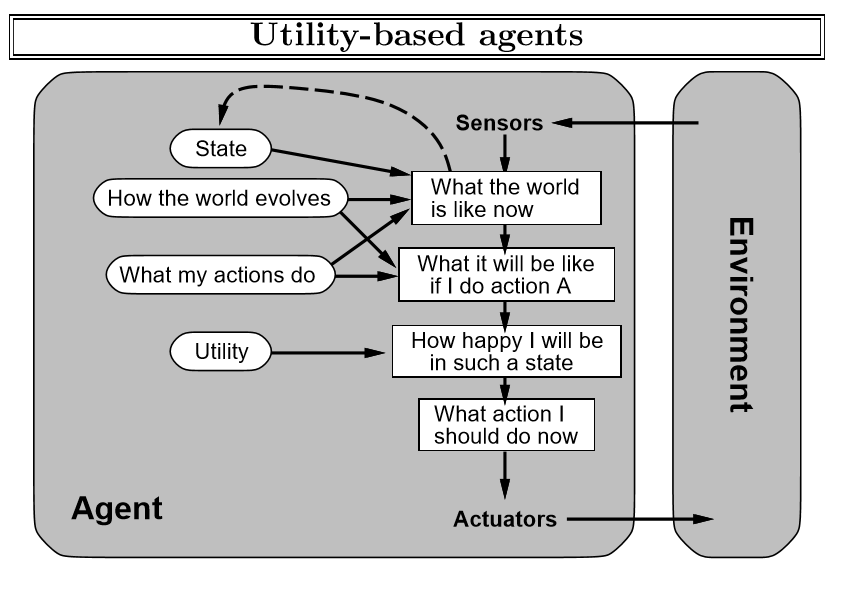 Utility-based agents
Sensors
State
What the world
is like now
How the world evolves
What it will be like
if I do action A
What my actions do
How happy I will be
in such a state
Utility
What action I
should do now
Agent
Actuators
Environment